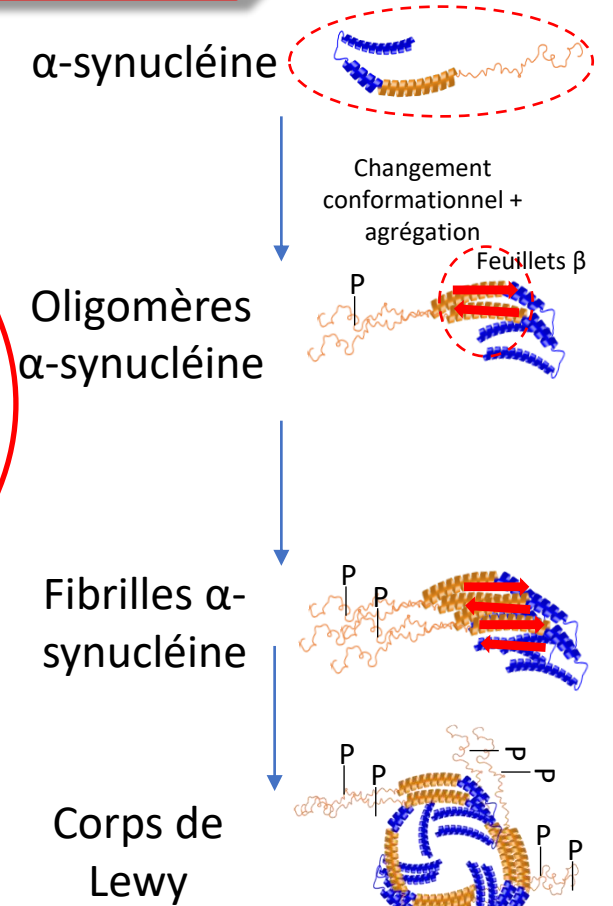 α-synucléine
Changement
conformationnel +
agrégation
Feuillets β
P
Oligomères
α-synucléine
P
P
Fibrilles α-
synucléine
P
P
P
P
P
P
Corps de
Lewy